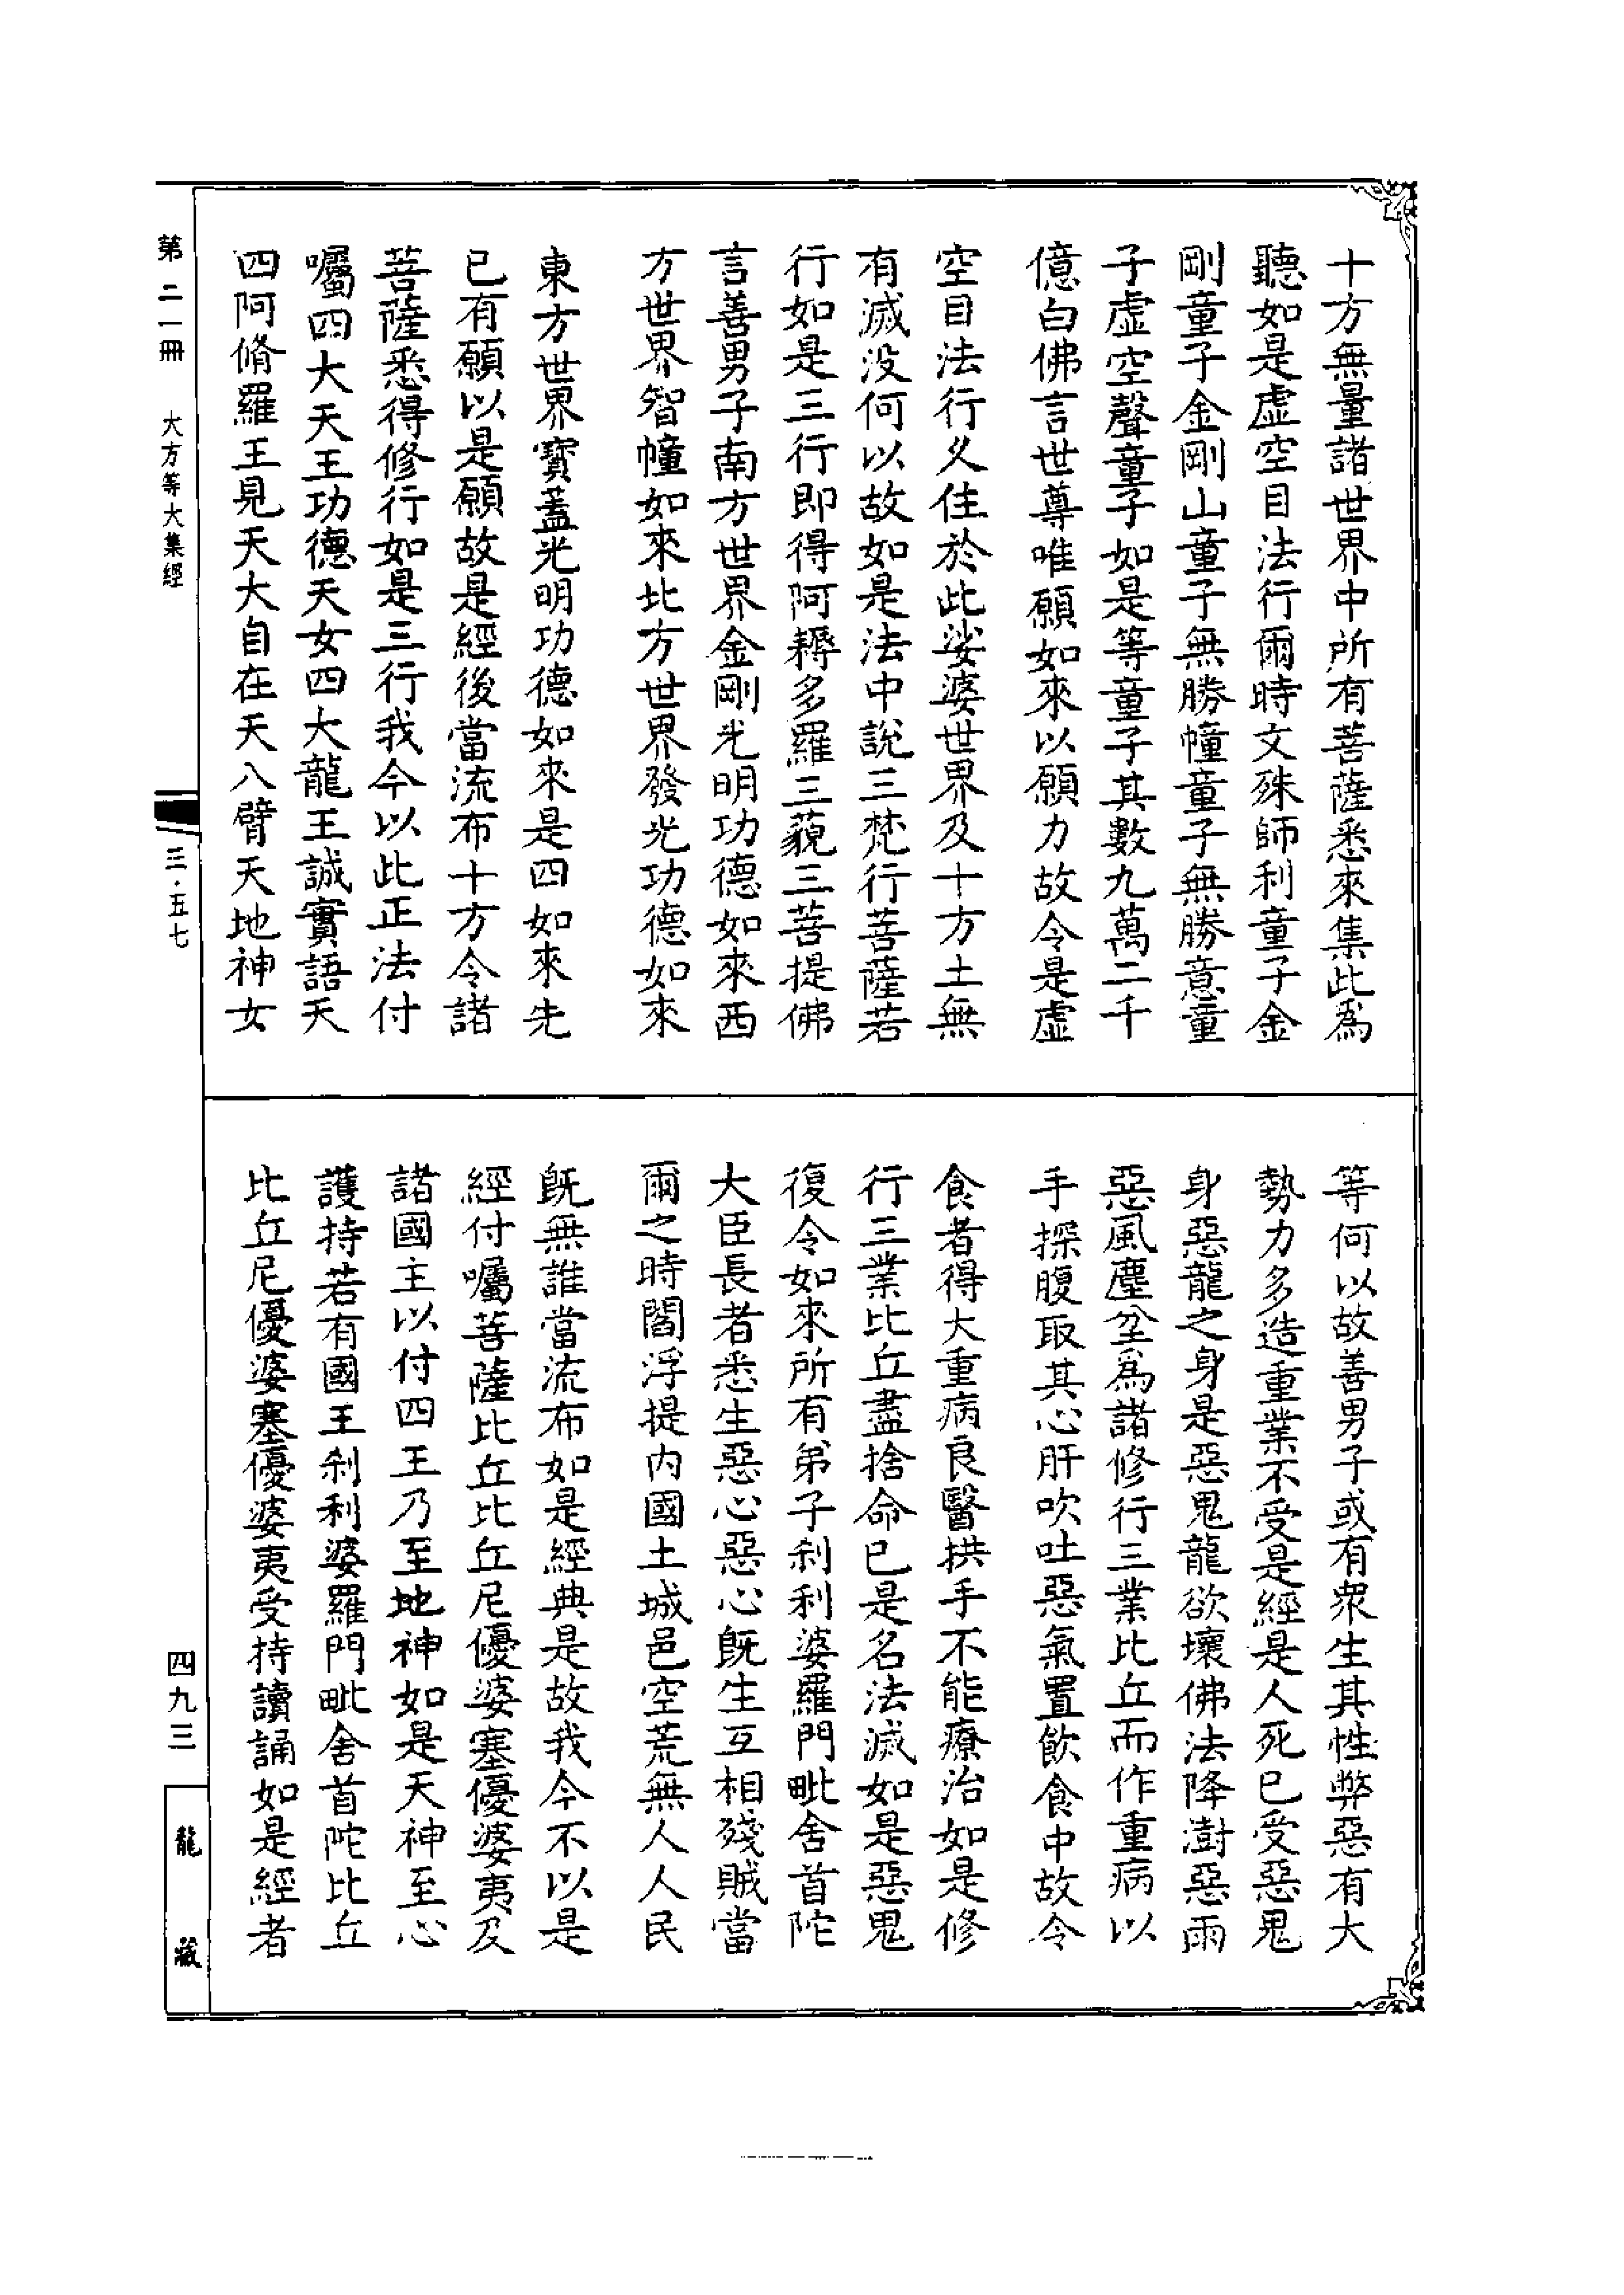 十方無量諸世界中所有菩薩悉來集此為
聽如是虛空目法行爾時文殊師利童子金
剛童子金剛山童子無勝幢童子無勝意童
子虛空聲童子如是等童子其數九萬二千
億白佛言世尊唯願如來以願力故令是虛
空目法行久住於此娑婆世界及十方土無
有滅没何以故如是法中說三梵行菩薩若
行如是三行即得阿耨多羅三藐三菩提佛
言善男子南方世界金剛光明功德如來西
方世界智幢如來北方世界發光功德如來
東方世界寶蓋光明功德如來是四如來先
已有願以是願故是經後當流布十方令諸
菩薩悉得修行如是三行我今以此正法付
囑四大天王功德天女四大龍王誠實語天
四阿脩羅王見天大自在天八臂天地神女
等何以故善男子或有衆生其性弊惡有大
勢力多造重業不受是經是人死已受惡鬼
身惡龍之身是惡鬼龍欲壞佛法降澍惡雨
惡風塵坌為諸修行三業比丘而作重病以
手探腹取其心肝吹吐惡氣置飲食中故令
食者得大重病良醫拱手不能療治如是修
行三業比丘盡捨命已是名法滅如是惡鬼
復令如來所有弟子刹利婆羅門毗舍首陀
大臣長者悉生惡心惡心既生互相殘賊當
爾之時閻浮提内國土城邑空荒無人人民
既無誰當流布如是經典是故我今不以是
經付囑菩薩比丘比丘尼優婆塞優婆夷及
諸國主以付四王乃至地神如是天神至心
護持若有國王刹利婆羅門毗舍首陀比丘
比丘尼優婆塞優婆夷受持讀誦如是經者
第二一冊 大方等大集經
三·五七
四九三
龍藏